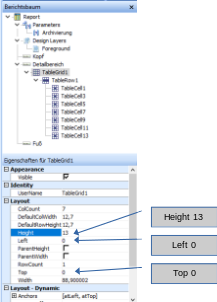 Berichtsbaum
Report
Parameters
Archivierung
Design Layers
Foreground
Kopf
Detailbereich
TableGrid1
TableRow1
TableCell1
TableCell3
TableCell5
TableCell7
TableCell9
TableCell11
TableCell13
Fuß
Eigenschaften für TableGrid1
Appearance
Visible
Identity
UserName TableGrid1
Layout
ColCount 7
DefaultColWidth 12,7
DefaultRowHeight 12,7
Height 13
Left 0
ParentHeight
ParentWidth
RowCount 1
Top 0
Width 88,900002
Layout - Dynamic
Anchors [atLeft, atTop]
Height 13
Left 0
Top 0